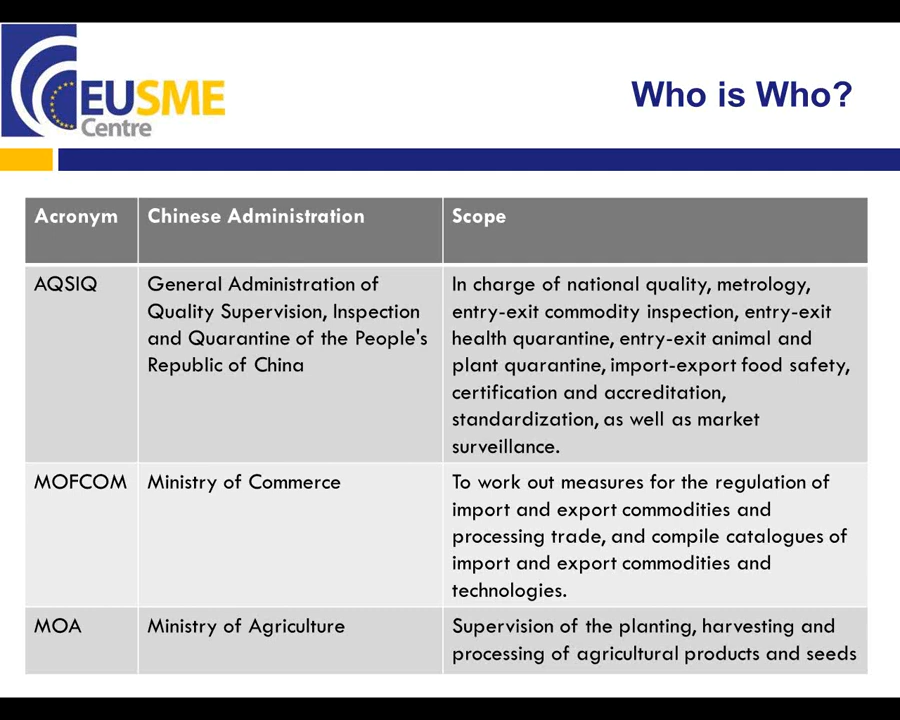 EUSME
Centre
Who is Who?
Acronym
Chinese Administration
Scope
AQSIQ
General Administration of
Quality Supervision, Inspection
and Quarantine of the People's
Republic of China
In charge of national quality, metrology,
entry-exit commodity inspection, entry-exit
health quarantine, entry-exit animal and
plant quarantine, import-export food safety,
certification and accreditation,
standardization, as well as market
surveillance.
MOFCOM
Ministry of Commerce
To work out measures for the regulation of
import and export commodities and
processing trade, and compile catalogues of
import and export commodities and
technologies.
MOA
Ministry of Agriculture
Supervision of the planting, harvesting and
processing of agricultural products and seeds